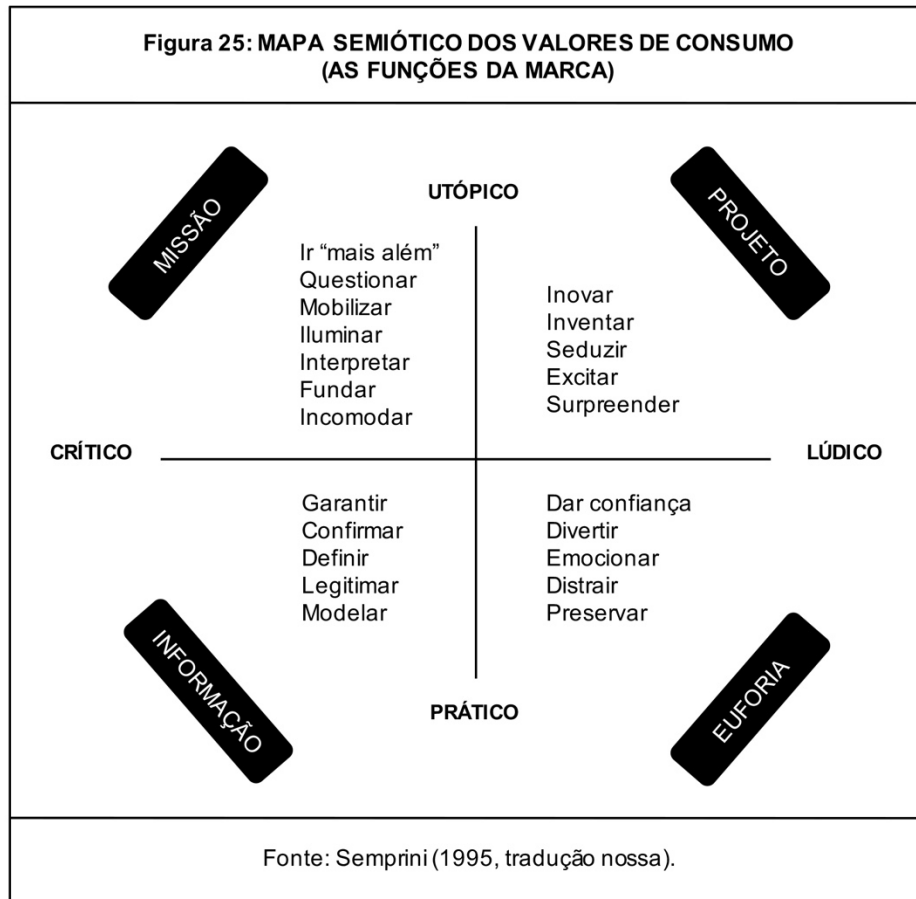 Figura 25: MAPA SEMIÓTICO DOS VALORES DE CONSUMO
(AS FUNÇÕES DA MARCA)
MISSÃO
PROJETO
UTÓPICO
Ir “mais além”
Questionar
Mobilizar
Iluminar
Interpretar
Fundar
Incomodar
Inovar
Inventar
Seduzir
Excitar
Surpreender
CRÍTICO
LÚDICO
Garantir
Confirmar
Definir
Legitimar
Modelar
Dar confiança
Divertir
Emocionar
Distrair
Preservar
INFORMAÇÃO
EUFORIA
PRÁTICO
Fonte: Semprini (1995, tradução nossa).